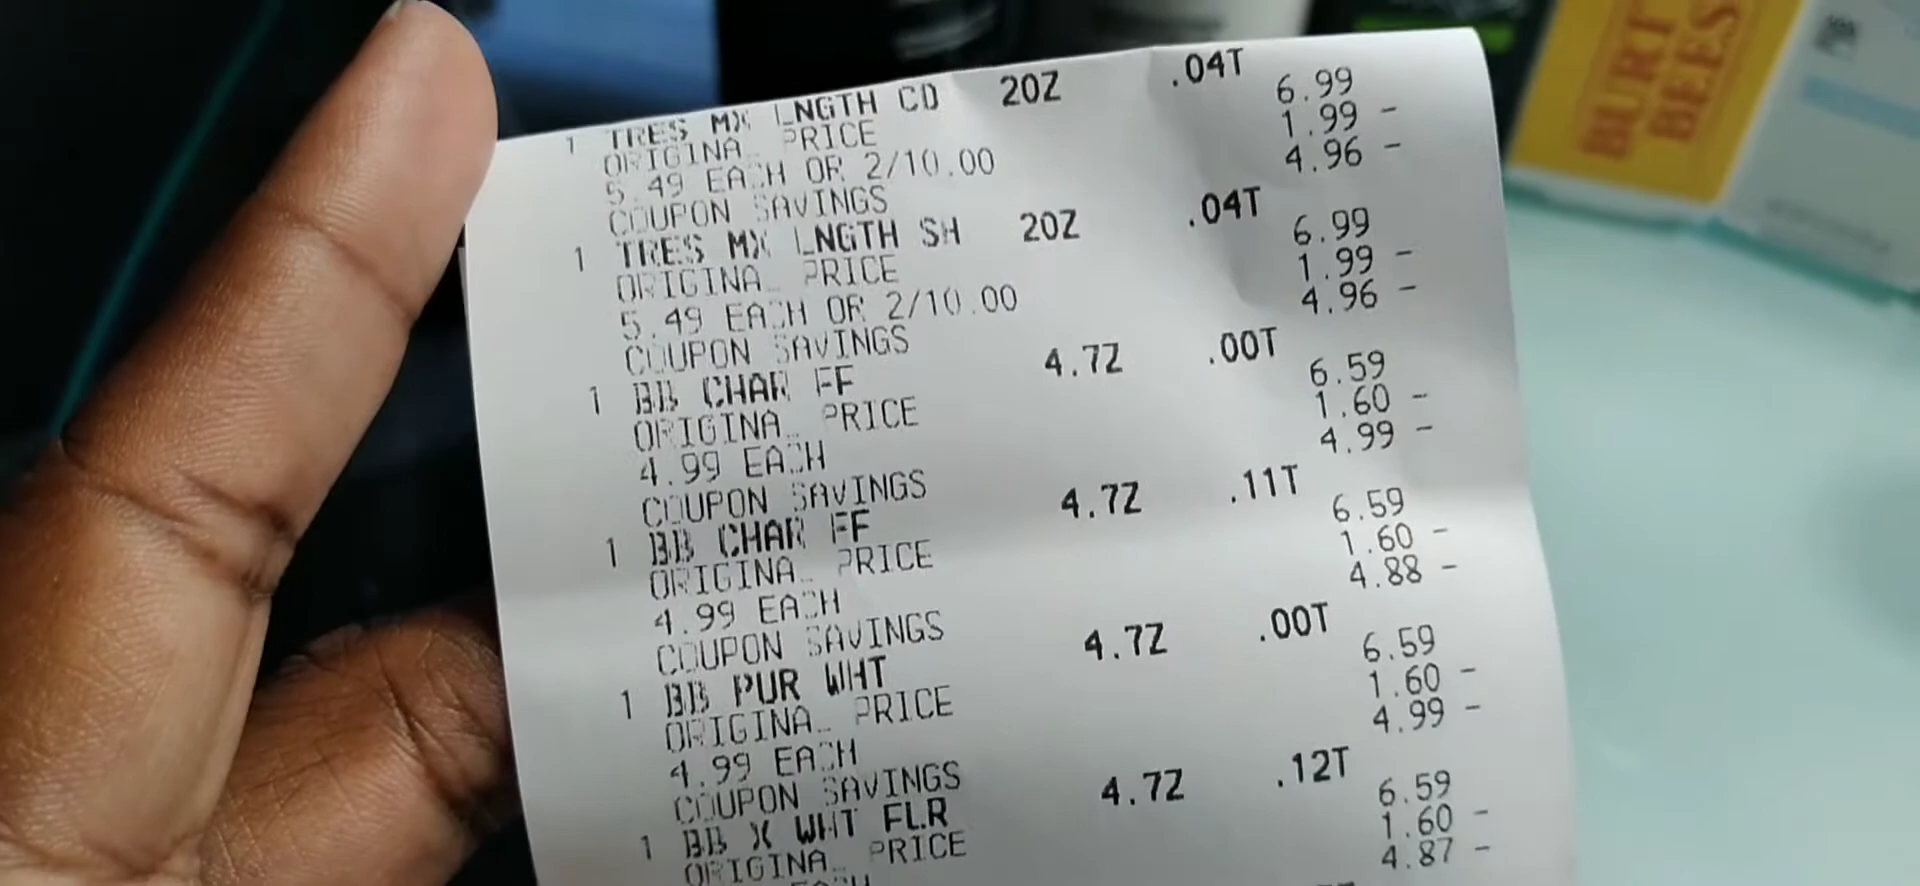 1 TRES MX LNGTH CD 20Z .04T
ORIGINAL PRICE 6.99
5.49 EACH OR 2/10.00 1.99 -
COUPON SAVINGS 4.96 -
1 TRES MX LNGTH SH 20Z .04T
ORIGINAL PRICE 6.99
5.49 EACH OR 2/10.00 1.99 -
COUPON SAVINGS 4.96 -
1 BB CHAR FF 4.7Z .00T
ORIGINAL PRICE 6.59
4.99 EACH 1.60 -
COUPON SAVINGS 4.99 -
1 BB CHAR FF 4.7Z .11T
ORIGINAL PRICE 6.59
4.99 EACH 1.60 -
COUPON SAVINGS 4.88 -
1 BB PUR WHT 4.7Z .00T
ORIGINAL PRICE 6.59
4.99 EACH 1.60 -
COUPON SAVINGS 4.99 -
1 BB X WHT FLR 4.7Z .12T
ORIGINAL PRICE 6.59
EACH 1.60 -
4.87 -
BURT
BEES